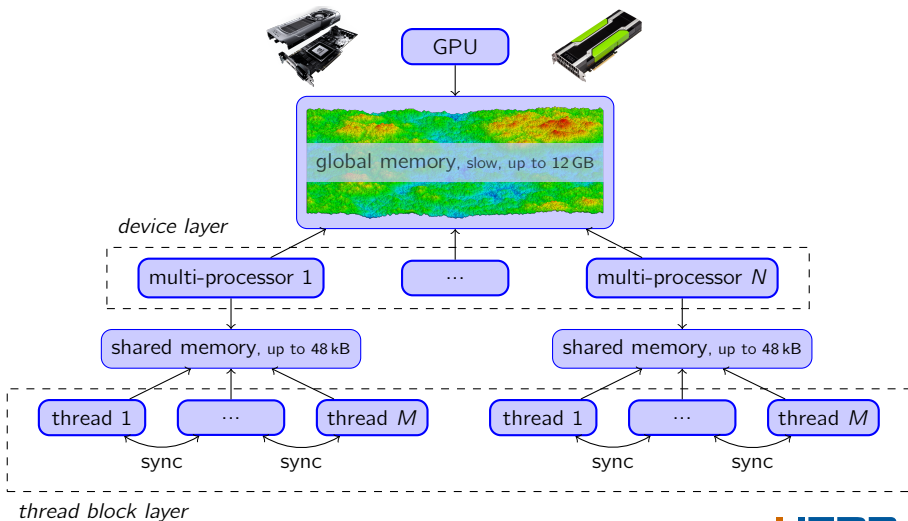 GPU
global memory, slow, up to 12 GB
device layer
multi-processor 1
...
multi-processor N
shared memory, up to 48 kB
shared memory, up to 48 kB
thread 1
...
thread M
thread 1
...
thread M
sync
sync
sync
sync
thread block layer